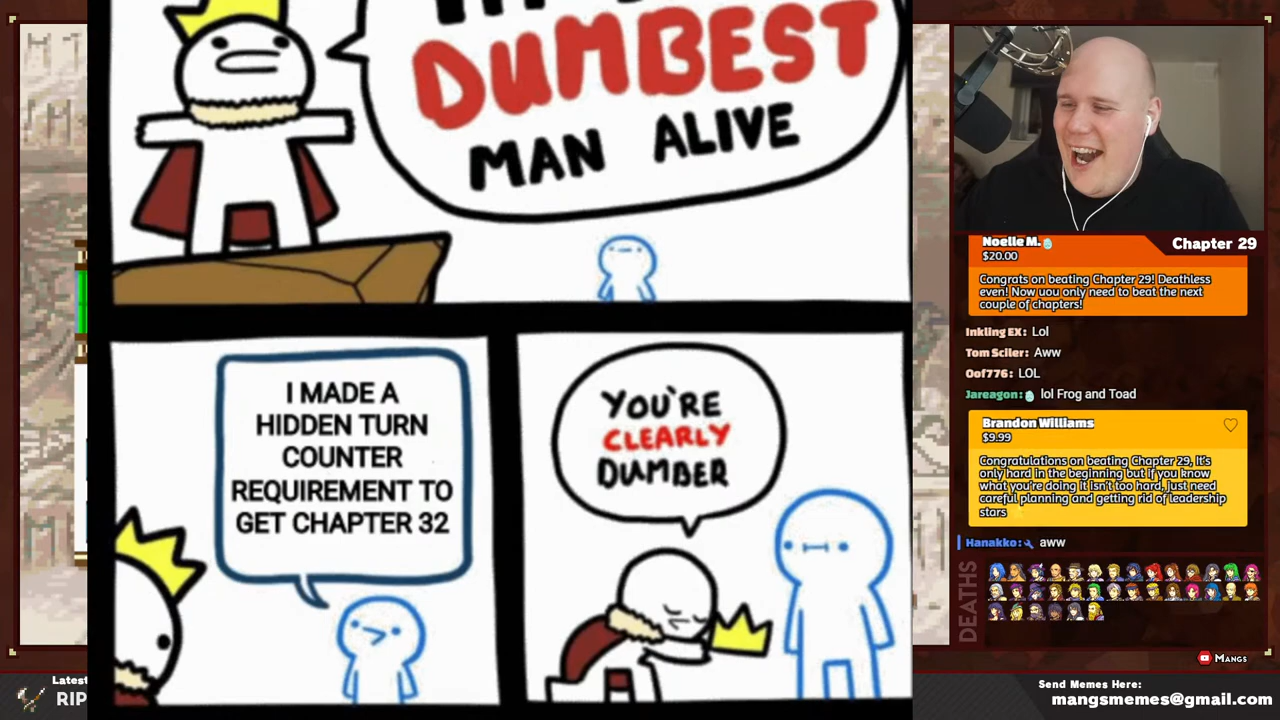 DUMBEST
MAN ALIVE
I MADE A
HIDDEN TURN
COUNTER
REQUIREMENT TO
GET CHAPTER 32
YOU'RE
CLEARLY
DUMBER
Noelle M.
$20.00
Chapter 29
Congrats on beating Chapter 29! Deathless
even! Now uou only need to beat the next
couple of chapters!
Inkling EX: Lol
Tom Sciler: Aww
Oof776: LOL
Jareagon: lol Frog and Toad
Brandon Williams
$9.99
Congratulations on beating Chapter 29, It's
only hard in the beginning but if you know
what you're doing it isn't too hard, just need
careful planning and getting rid of leadership
stars
Hanakko: aww
DEATHS
MANGS
Latest
RIP
Send Memes Here:
mangsmemes@gmail.com